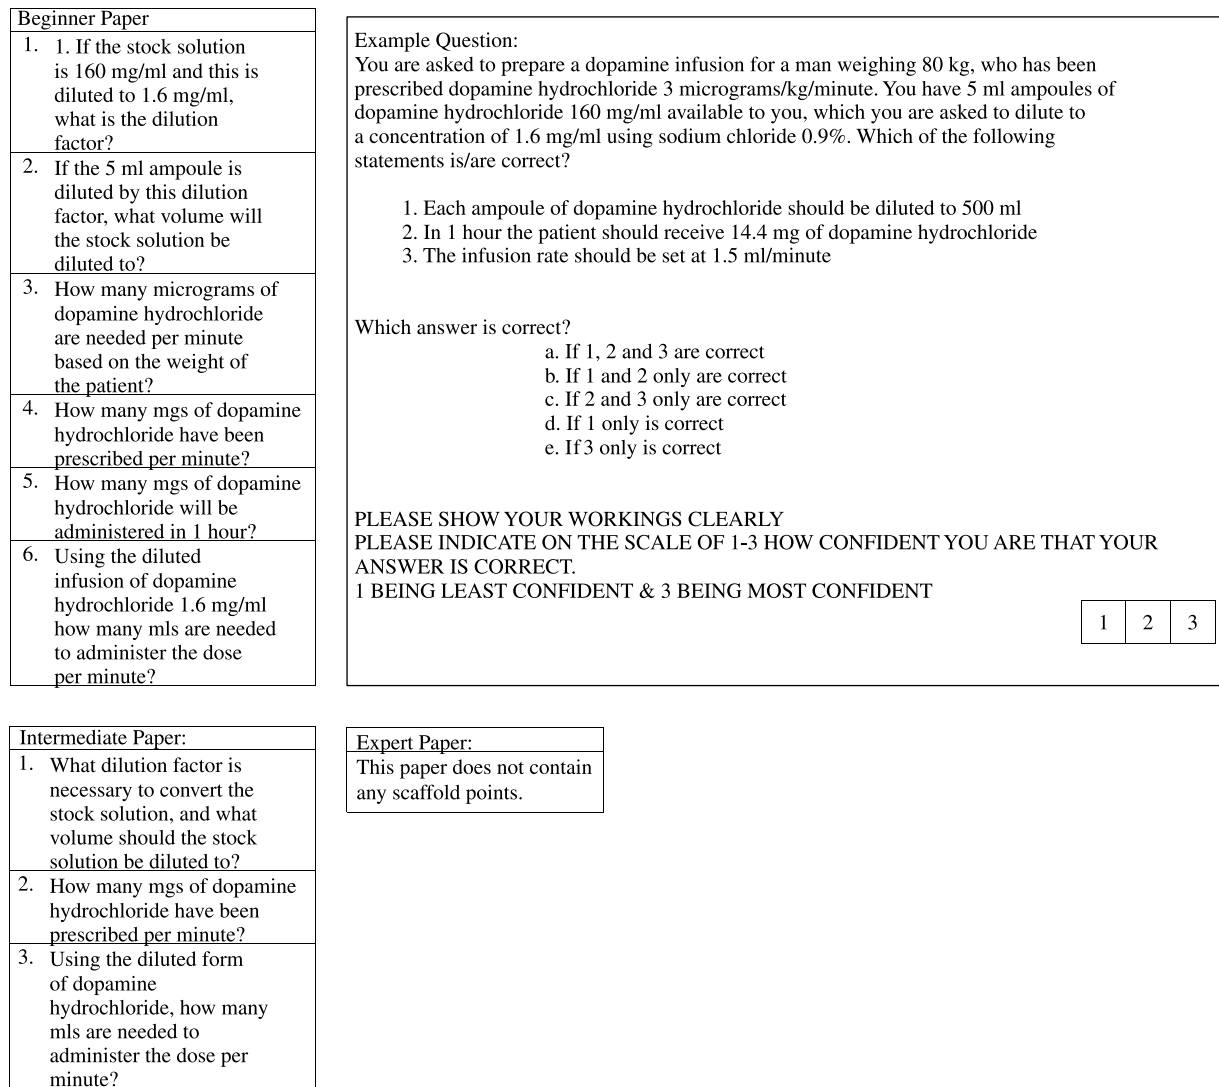 Beginner Paper
1. 1. If the stock solution
is 160 mg/ml and this is
diluted to 1.6 mg/ml,
what is the dilution
factor?
2. If the 5 ml ampoule is
diluted by this dilution
factor, what volume will
the stock solution be
diluted to?
3. How many micrograms of
dopamine hydrochloride
are needed per minute
based on the weight of
the patient?
4. How many mgs of dopamine
hydrochloride have been
prescribed per minute?
5. How many mgs of dopamine
hydrochloride will be
administered in 1 hour?
6. Using the diluted
infusion of dopamine
hydrochloride 1.6 mg/ml
how many mls are needed
to administer the dose
per minute?
Example Question:
You are asked to prepare a dopamine infusion for a man weighing 80 kg, who has been
prescribed dopamine hydrochloride 3 micrograms/kg/minute. You have 5 ml ampoules of
dopamine hydrochloride 160 mg/ml available to you, which you are asked to dilute to
a concentration of 1.6 mg/ml using sodium chloride 0.9%. Which of the following
statements is/are correct?
1. Each ampoule of dopamine hydrochloride should be diluted to 500 ml
2. In 1 hour the patient should receive 14.4 mg of dopamine hydrochloride
3. The infusion rate should be set at 1.5 ml/minute
Which answer is correct?
a. If 1, 2 and 3 are correct
b. If 1 and 2 only are correct
c. If 2 and 3 only are correct
d. If 1 only is correct
e. If 3 only is correct
PLEASE SHOW YOUR WORKINGS CLEARLY
PLEASE INDICATE ON THE SCALE OF 1-3 HOW CONFIDENT YOU ARE THAT YOUR
ANSWER IS CORRECT.
1 BEING LEAST CONFIDENT & 3 BEING MOST CONFIDENT
1 2 3
Intermediate Paper:
1. What dilution factor is
necessary to convert the
stock solution, and what
volume should the stock
solution be diluted to?
2. How many mgs of dopamine
hydrochloride have been
prescribed per minute?
3. Using the diluted form
of dopamine
hydrochloride, how many
mls are needed to
administer the dose per
minute?
Expert Paper:
This paper does not contain
any scaffold points.